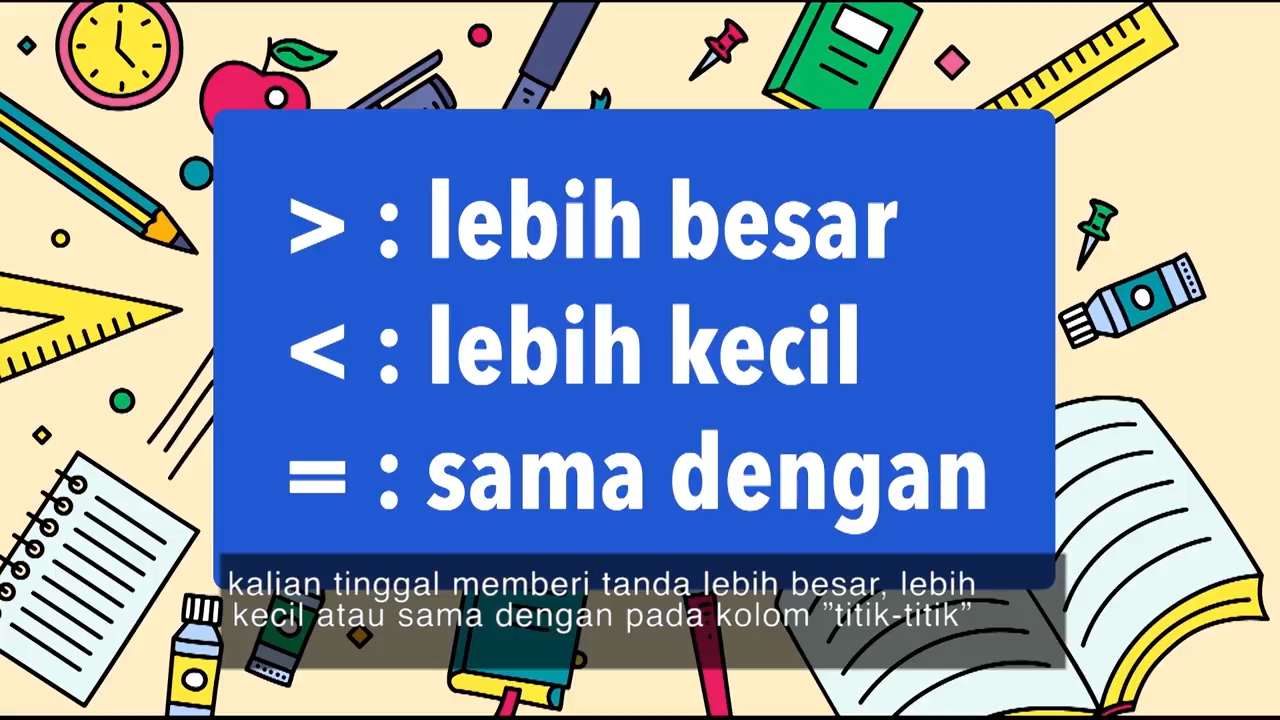 > : lebih besar
< : lebih kecil
= : sama dengan
kalian tinggal memberi tanda lebih besar, lebih
kecil atau sama dengan pada kolom ”titik-titik”